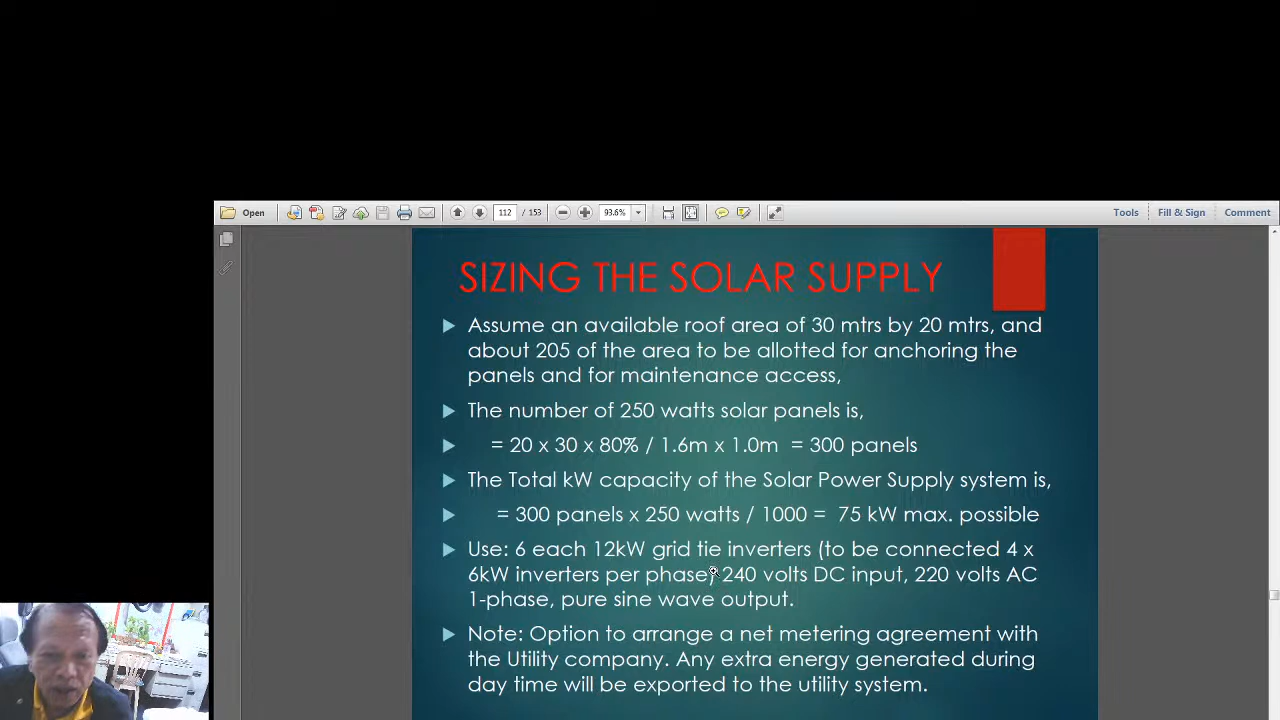 Open
112 / 153
93.6%
Tools
Fill & Sign
Comment
SIZING THE SOLAR SUPPLY
Assume an available roof area of 30 mtrs by 20 mtrs, and
about 205 of the area to be allotted for anchoring the
panels and for maintenance access,
The number of 250 watts solar panels is,
= 20 x 30 x 80% / 1.6m x 1.0m = 300 panels
The Total kW capacity of the Solar Power Supply system is,
= 300 panels x 250 watts / 1000 = 75 kW max. possible
Use: 6 each 12kW grid tie inverters (to be connected 4 x
6kW inverters per phase) 240 volts DC input, 220 volts AC
1-phase, pure sine wave output.
Note: Option to arrange a net metering agreement with
the Utility company. Any extra energy generated during
day time will be exported to the utility system.